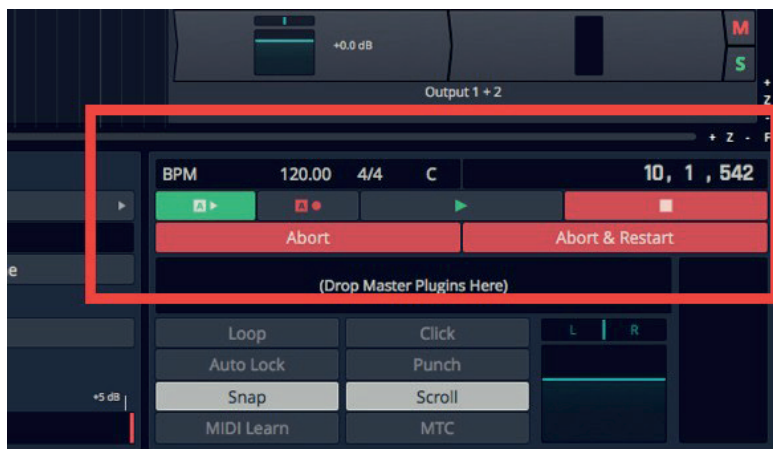 M
+0.0 dB
S
Output 1 + 2
+
Z
-
+ Z - F
BPM 120.00 4/4 C 10, 1 , 542
A A
Abort Abort & Restart
e
(Drop Master Plugins Here)
Loop Click L R
Auto Lock Punch
+5 dB Snap Scroll
MIDI Learn MTC